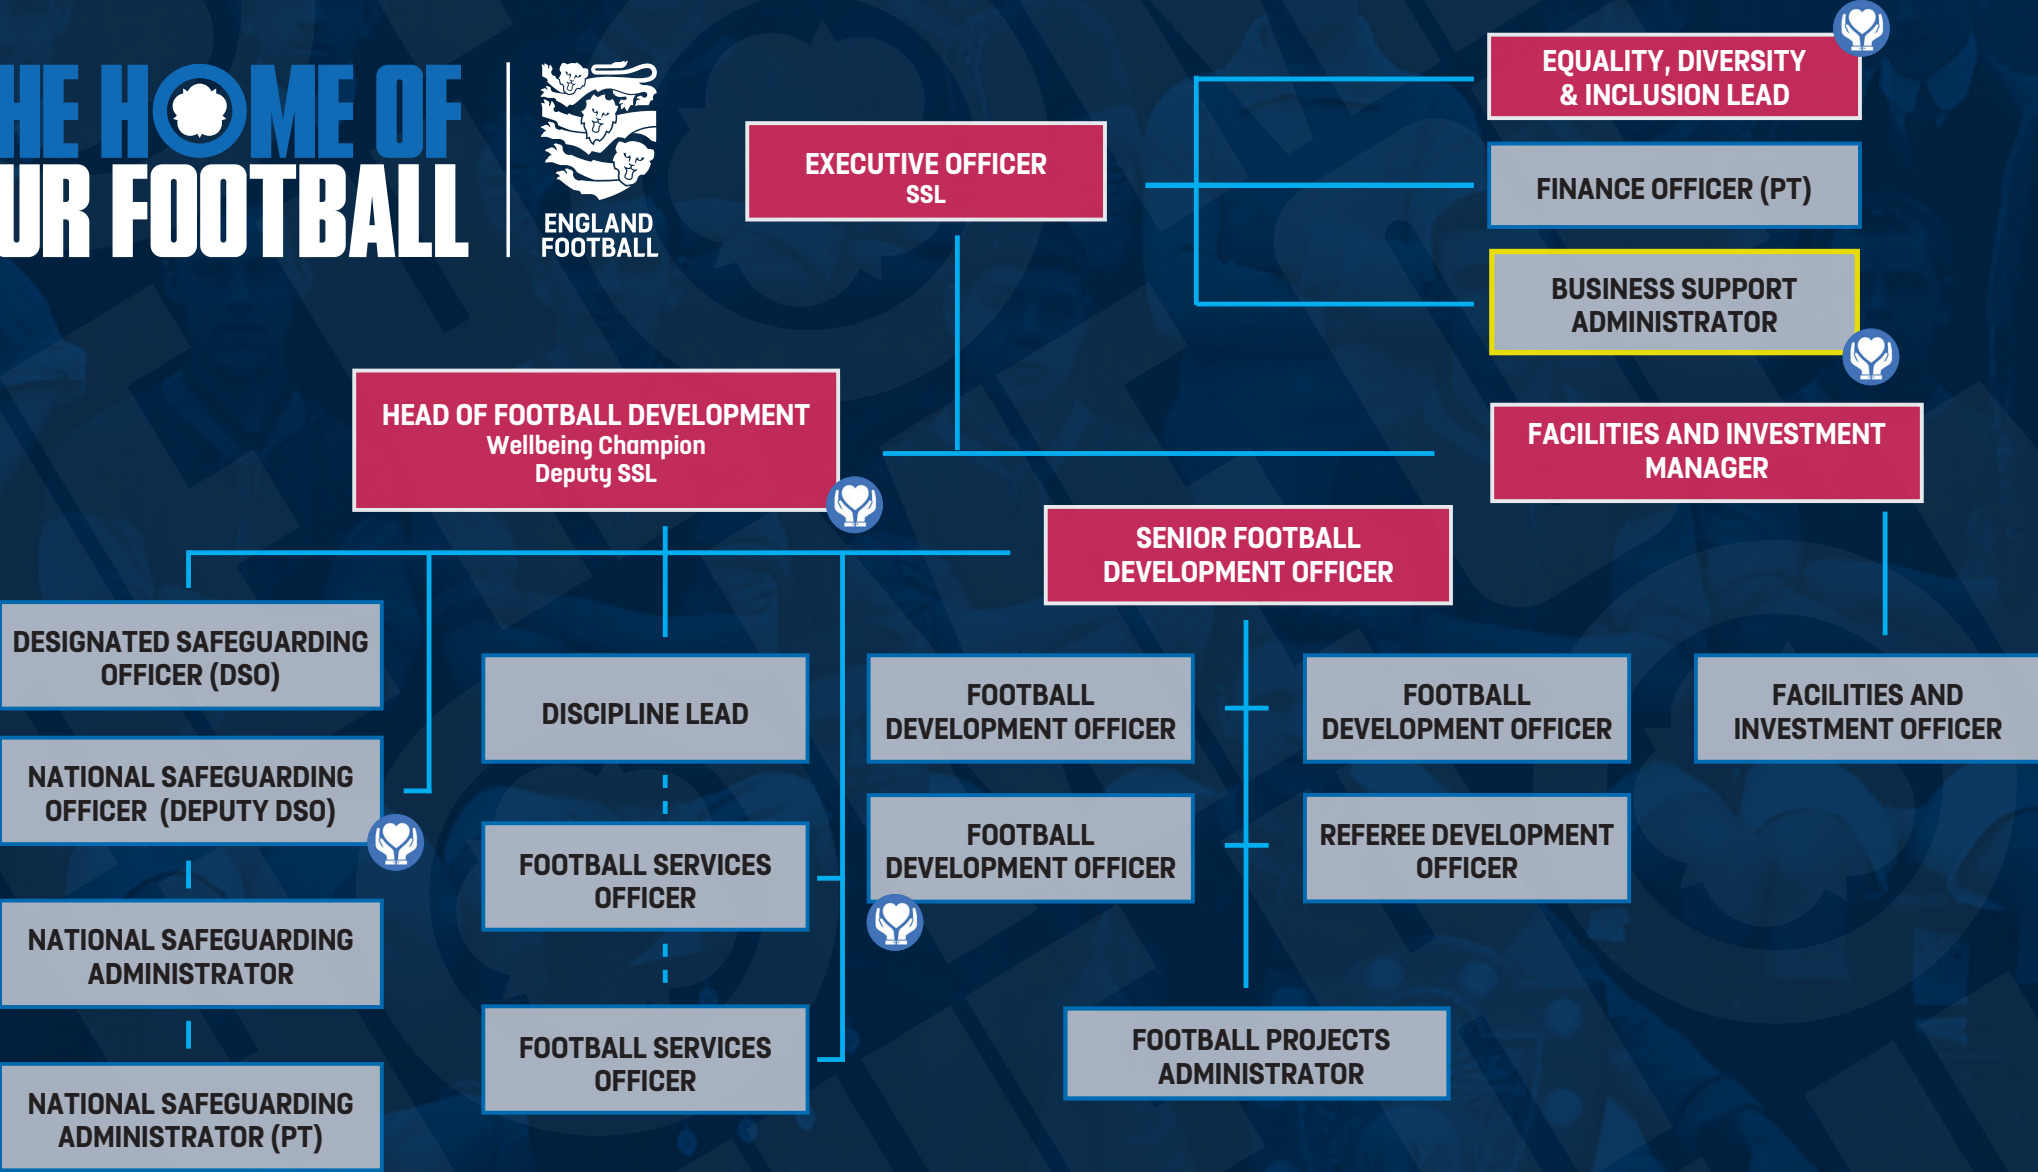 HE HOME OF
UR FOOTBALL
ENGLAND
FOOTBALL
EXECUTIVE OFFICER
SSL
EQUALITY, DIVERSITY
& INCLUSION LEAD
FINANCE OFFICER (PT)
BUSINESS SUPPORT
ADMINISTRATOR
HEAD OF FOOTBALL DEVELOPMENT
Wellbeing Champion
Deputy SSL
FACILITIES AND INVESTMENT
MANAGER
SENIOR FOOTBALL
DEVELOPMENT OFFICER
DESIGNATED SAFEGUARDING
OFFICER (DSO)
NATIONAL SAFEGUARDING
OFFICER (DEPUTY DSO)
NATIONAL SAFEGUARDING
ADMINISTRATOR
NATIONAL SAFEGUARDING
ADMINISTRATOR (PT)
DISCIPLINE LEAD
FOOTBALL SERVICES
OFFICER
FOOTBALL SERVICES
OFFICER
FOOTBALL
DEVELOPMENT OFFICER
FOOTBALL
DEVELOPMENT OFFICER
FOOTBALL
DEVELOPMENT OFFICER
REFEREE DEVELOPMENT
OFFICER
FOOTBALL PROJECTS
ADMINISTRATOR
FACILITIES AND
INVESTMENT OFFICER